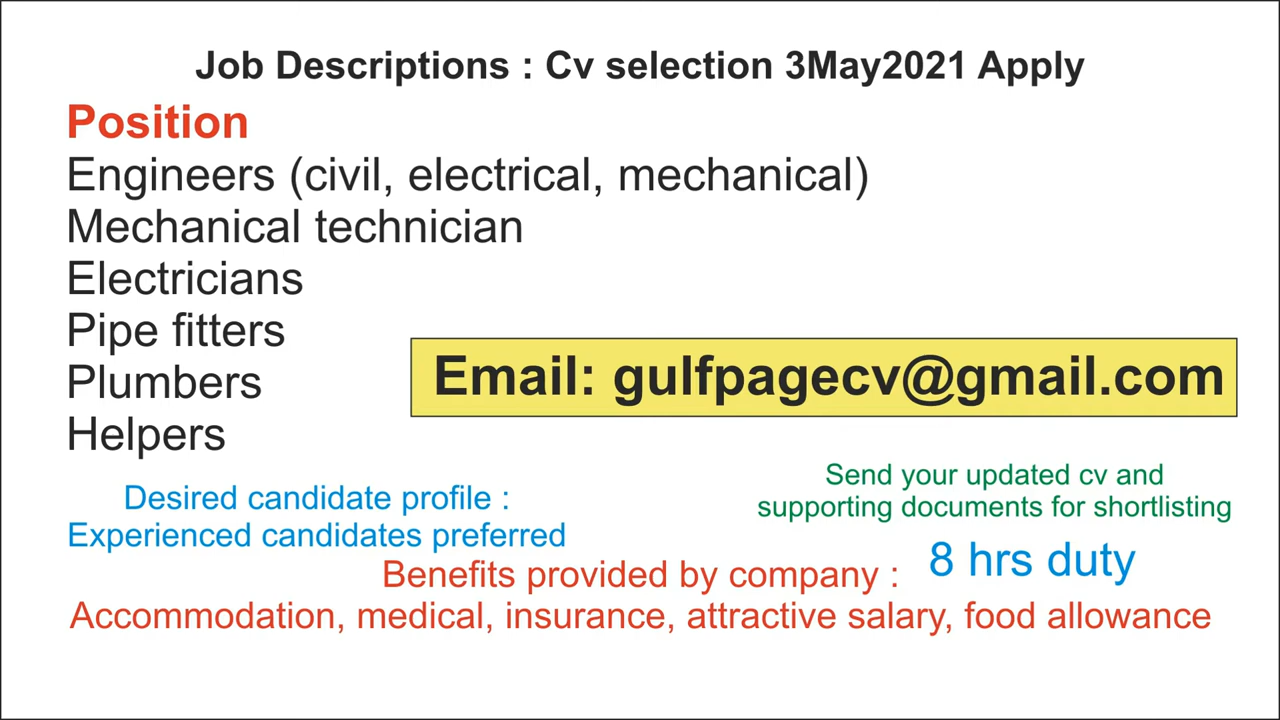 Job Descriptions : Cv selection 3May2021 Apply
Position
Engineers (civil, electrical, mechanical)
Mechanical technician
Electricians
Pipe fitters
Plumbers
Helpers
Email: gulfpagecv@gmail.com
Desired candidate profile :
Experienced candidates preferred
Send your updated cv and
supporting documents for shortlisting
8 hrs duty
Benefits provided by company :
Accommodation, medical, insurance, attractive salary, food allowance